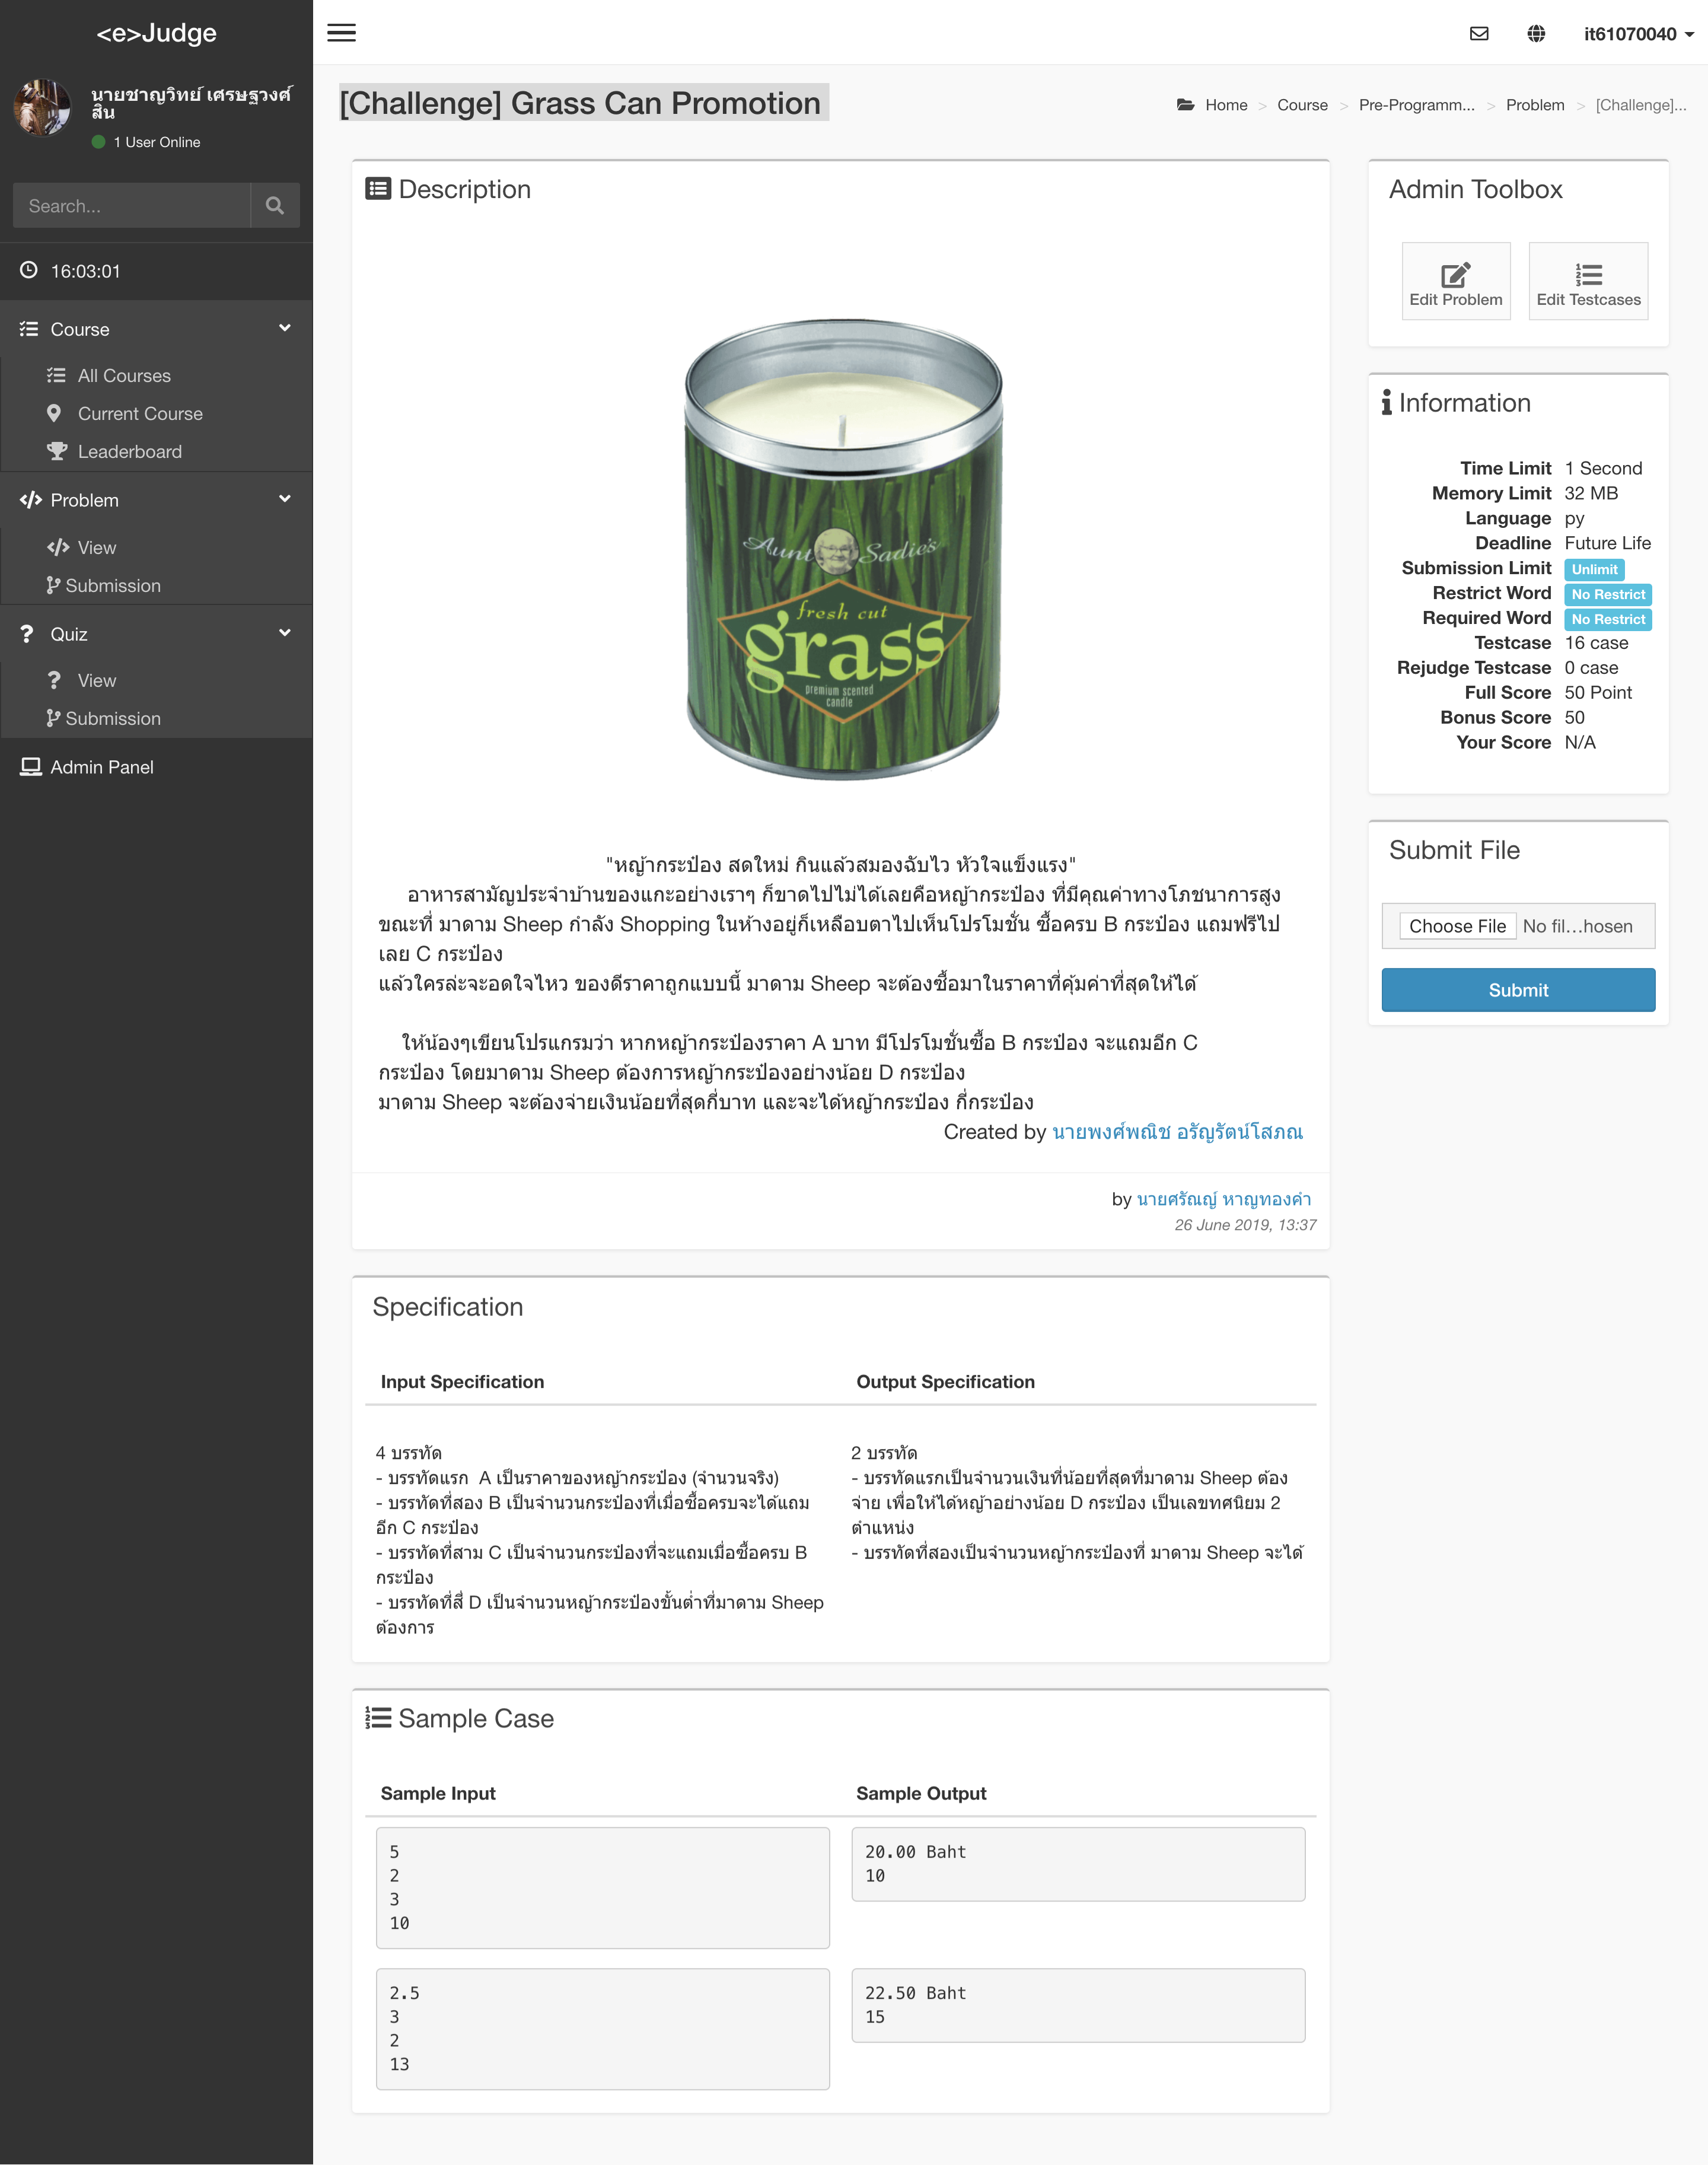 <e>Judge
it61070040
นายชาญวิทย์ เศรษฐวงศ์
สิน
1 User Online
Search...
16:03:01
Course
All Courses
Current Course
Leaderboard
Problem
View
Submission
Quiz
View
Submission
Admin Panel
[Challenge] Grass Can Promotion
Home > Course > Pre-Programm... > Problem > [Challenge]...
Description
Aunt Sadie's
fresh cut
grass
premium scented
candle
"หญ้ากระป๋อง สดใหม่ กินแล้วสมองฉับไว หัวใจแข็งแรง"
อาหารสามัญประจำบ้านของแกะอย่างเราๆ ก็ขาดไปไม่ได้เลยคือหญ้ากระป๋อง ที่มีคุณค่าทางโภชนาการสูง
ขณะที่ มาดาม Sheep กำลัง Shopping ในห้างอยู่ก็เหลือบตาไปเห็นโปรโมชั่น ซื้อครบ B กระป๋อง แถมฟรีไป
เลย C กระป๋อง
แล้วใครล่ะจะอดใจไหว ของดีราคาถูกแบบนี้ มาดาม Sheep จะต้องซื้อมาในราคาที่คุ้มค่าที่สุดให้ได้
ให้น้องๆเขียนโปรแกรมว่า หากหญ้ากระป๋องราคา A บาท มีโปรโมชั่นซื้อ B กระป๋อง จะแถมอีก C
กระป๋อง โดยมาดาม Sheep ต้องการหญ้ากระป๋องอย่างน้อย D กระป๋อง
มาดาม Sheep จะต้องจ่ายเงินน้อยที่สุดกี่บาท และจะได้หญ้ากระป๋อง กี่กระป๋อง
Created by นายพงศ์พณิช อรัญรัตน์โสภณ
by นายศรัณญ์ หาญทองคำ
26 June 2019, 13:37
Specification
Input Specification
4 บรรทัด
- บรรทัดแรก A เป็นราคาของหญ้ากระป๋อง (จำนวนจริง)
- บรรทัดที่สอง B เป็นจำนวนกระป๋องที่เมื่อซื้อครบจะได้แถม
อีก C กระป๋อง
- บรรทัดที่สาม C เป็นจำนวนกระป๋องที่จะแถมเมื่อซื้อครบ B
กระป๋อง
- บรรทัดที่สี่ D เป็นจำนวนหญ้ากระป๋องขั้นต่ำที่มาดาม Sheep
ต้องการ
Output Specification
2 บรรทัด
- บรรทัดแรกเป็นจำนวนเงินที่น้อยที่สุดที่มาดาม Sheep ต้อง
จ่าย เพื่อให้ได้หญ้าอย่างน้อย D กระป๋อง เป็นเลขทศนิยม 2
ตำแหน่ง
- บรรทัดที่สองเป็นจำนวนหญ้ากระป๋องที่ มาดาม Sheep จะได้
Sample Case
Sample Input
Sample Output
5
2
3
10
20.00 Baht
10
2.5
3
2
13
22.50 Baht
15
Admin Toolbox
Edit Problem
Edit Testcases
Information
Time Limit 1 Second
Memory Limit 32 MB
Language py
Deadline Future Life
Submission Limit Unlimit
Restrict Word No Restrict
Required Word No Restrict
Testcase 16 case
Rejudge Testcase 0 case
Full Score 50 Point
Bonus Score 50
Your Score N/A
Submit File
Choose File No fil...hosen
Submit